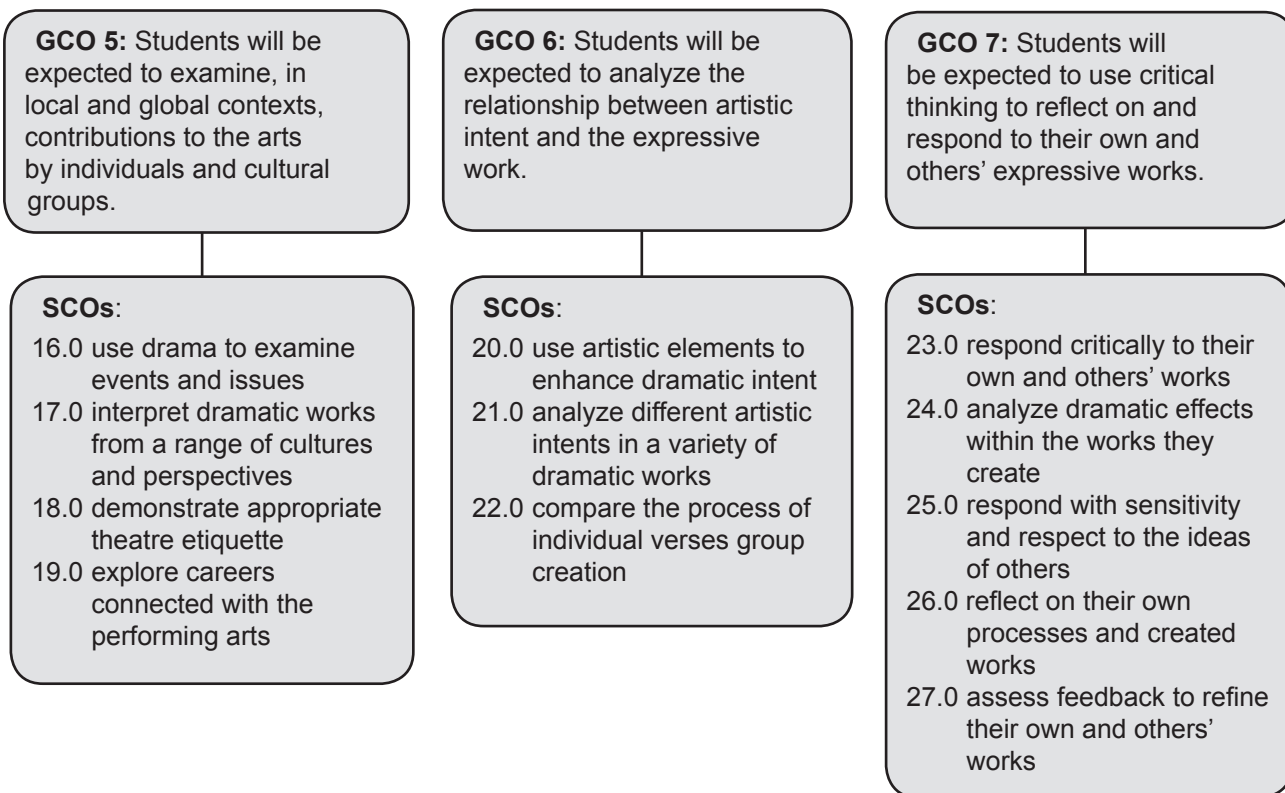 GCO 5: Students will be
expected to examine, in
local and global contexts,
contributions to the arts
by individuals and cultural
groups.
SCOs:
16.0 use drama to examine
events and issues
17.0 interpret dramatic works
from a range of cultures
and perspectives
18.0 demonstrate appropriate
theatre etiquette
19.0 explore careers
connected with the
performing arts
GCO 6: Students will be
expected to analyze the
relationship between artistic
intent and the expressive
work.
SCOs:
20.0 use artistic elements to
enhance dramatic intent
21.0 analyze different artistic
intents in a variety of
dramatic works
22.0 compare the process of
individual verses group
creation
GCO 7: Students will
be expected to use critical
thinking to reflect on and
respond to their own and
others’ expressive works.
SCOs:
23.0 respond critically to their
own and others’ works
24.0 analyze dramatic effects
within the works they
create
25.0 respond with sensitivity
and respect to the ideas
of others
26.0 reflect on their own
processes and created
works
27.0 assess feedback to refine
their own and others’
works